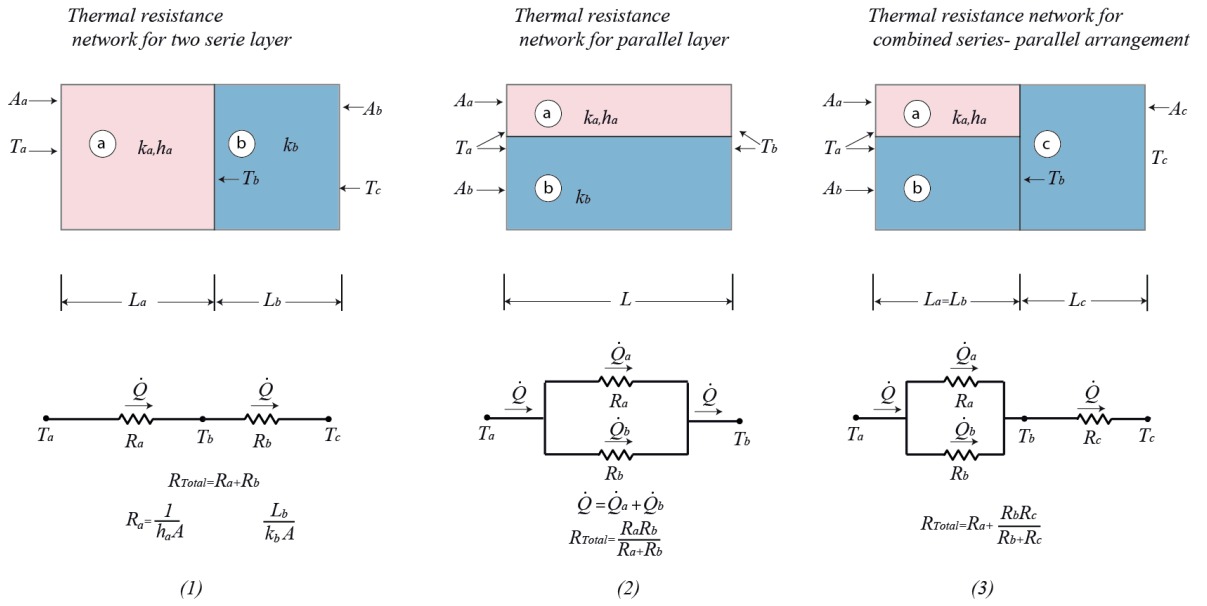 Thermal resistance
network for two serie layer
Aa
Ta
a
ka,ha
b
kb
Tb
Ab
Tc
La
Lb
Q̇
Q̇
Ta
Ra
Tb
Rb
Tc
RTotal=Ra+Rb
Ra= 1/haA
Lb/kbA
(1)
Thermal resistance
network for parallel layer
Aa
Ta
Ab
a
ka,ha
b
kb
Tb
L
Q̇a
Q̇
Ra
Q̇
Ta
Q̇b
Tb
Rb
Q̇=Q̇a+Q̇b
RTotal= RaRb/Ra+Rb
(2)
Thermal resistance network for
combined series- parallel arrangement
Aa
Ta
Ab
a
ka,ha
b
c
Tb
Ac
Tc
La=Lb
Lc
Q̇a
Q̇
Ra
Q̇
Ta
Q̇b
Tb
Rc
Tc
Rb
RTotal=Ra+ RbRc/Rb+Rc
(3)